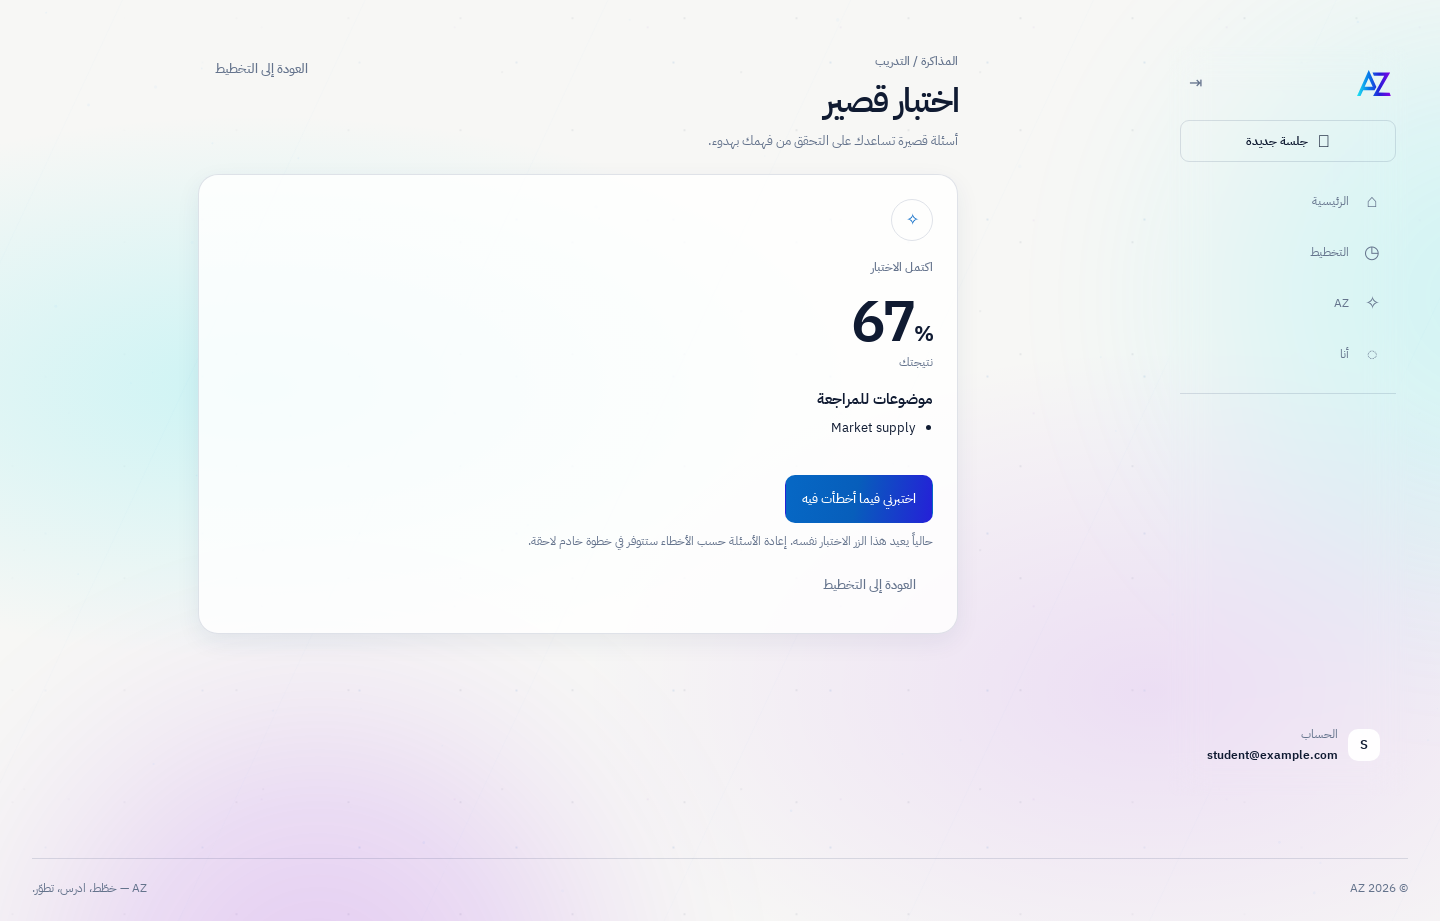 AZ
جلسة جديدة
الرئيسية
التخطيط
AZ
أنا
الحساب
S
student@example.com
المذاكرة / التدريب
العودة إلى التخطيط
اختبار قصير
أسئلة قصيرة تساعدك على التحقق من فهمك بهدوء.
اكتمل الاختبار
67%
نتيجتك
موضوعات للمراجعة
Market supply
اختبرني فيما أخطأت فيه
حالياً يعيد هذا الزر الاختبار نفسه. إعادة الأسئلة حسب الأخطاء ستتوفر في خطوة خادم لاحقة.
العودة إلى التخطيط
© 2026 AZ
AZ — خطّط، ادرس، تطوّر.